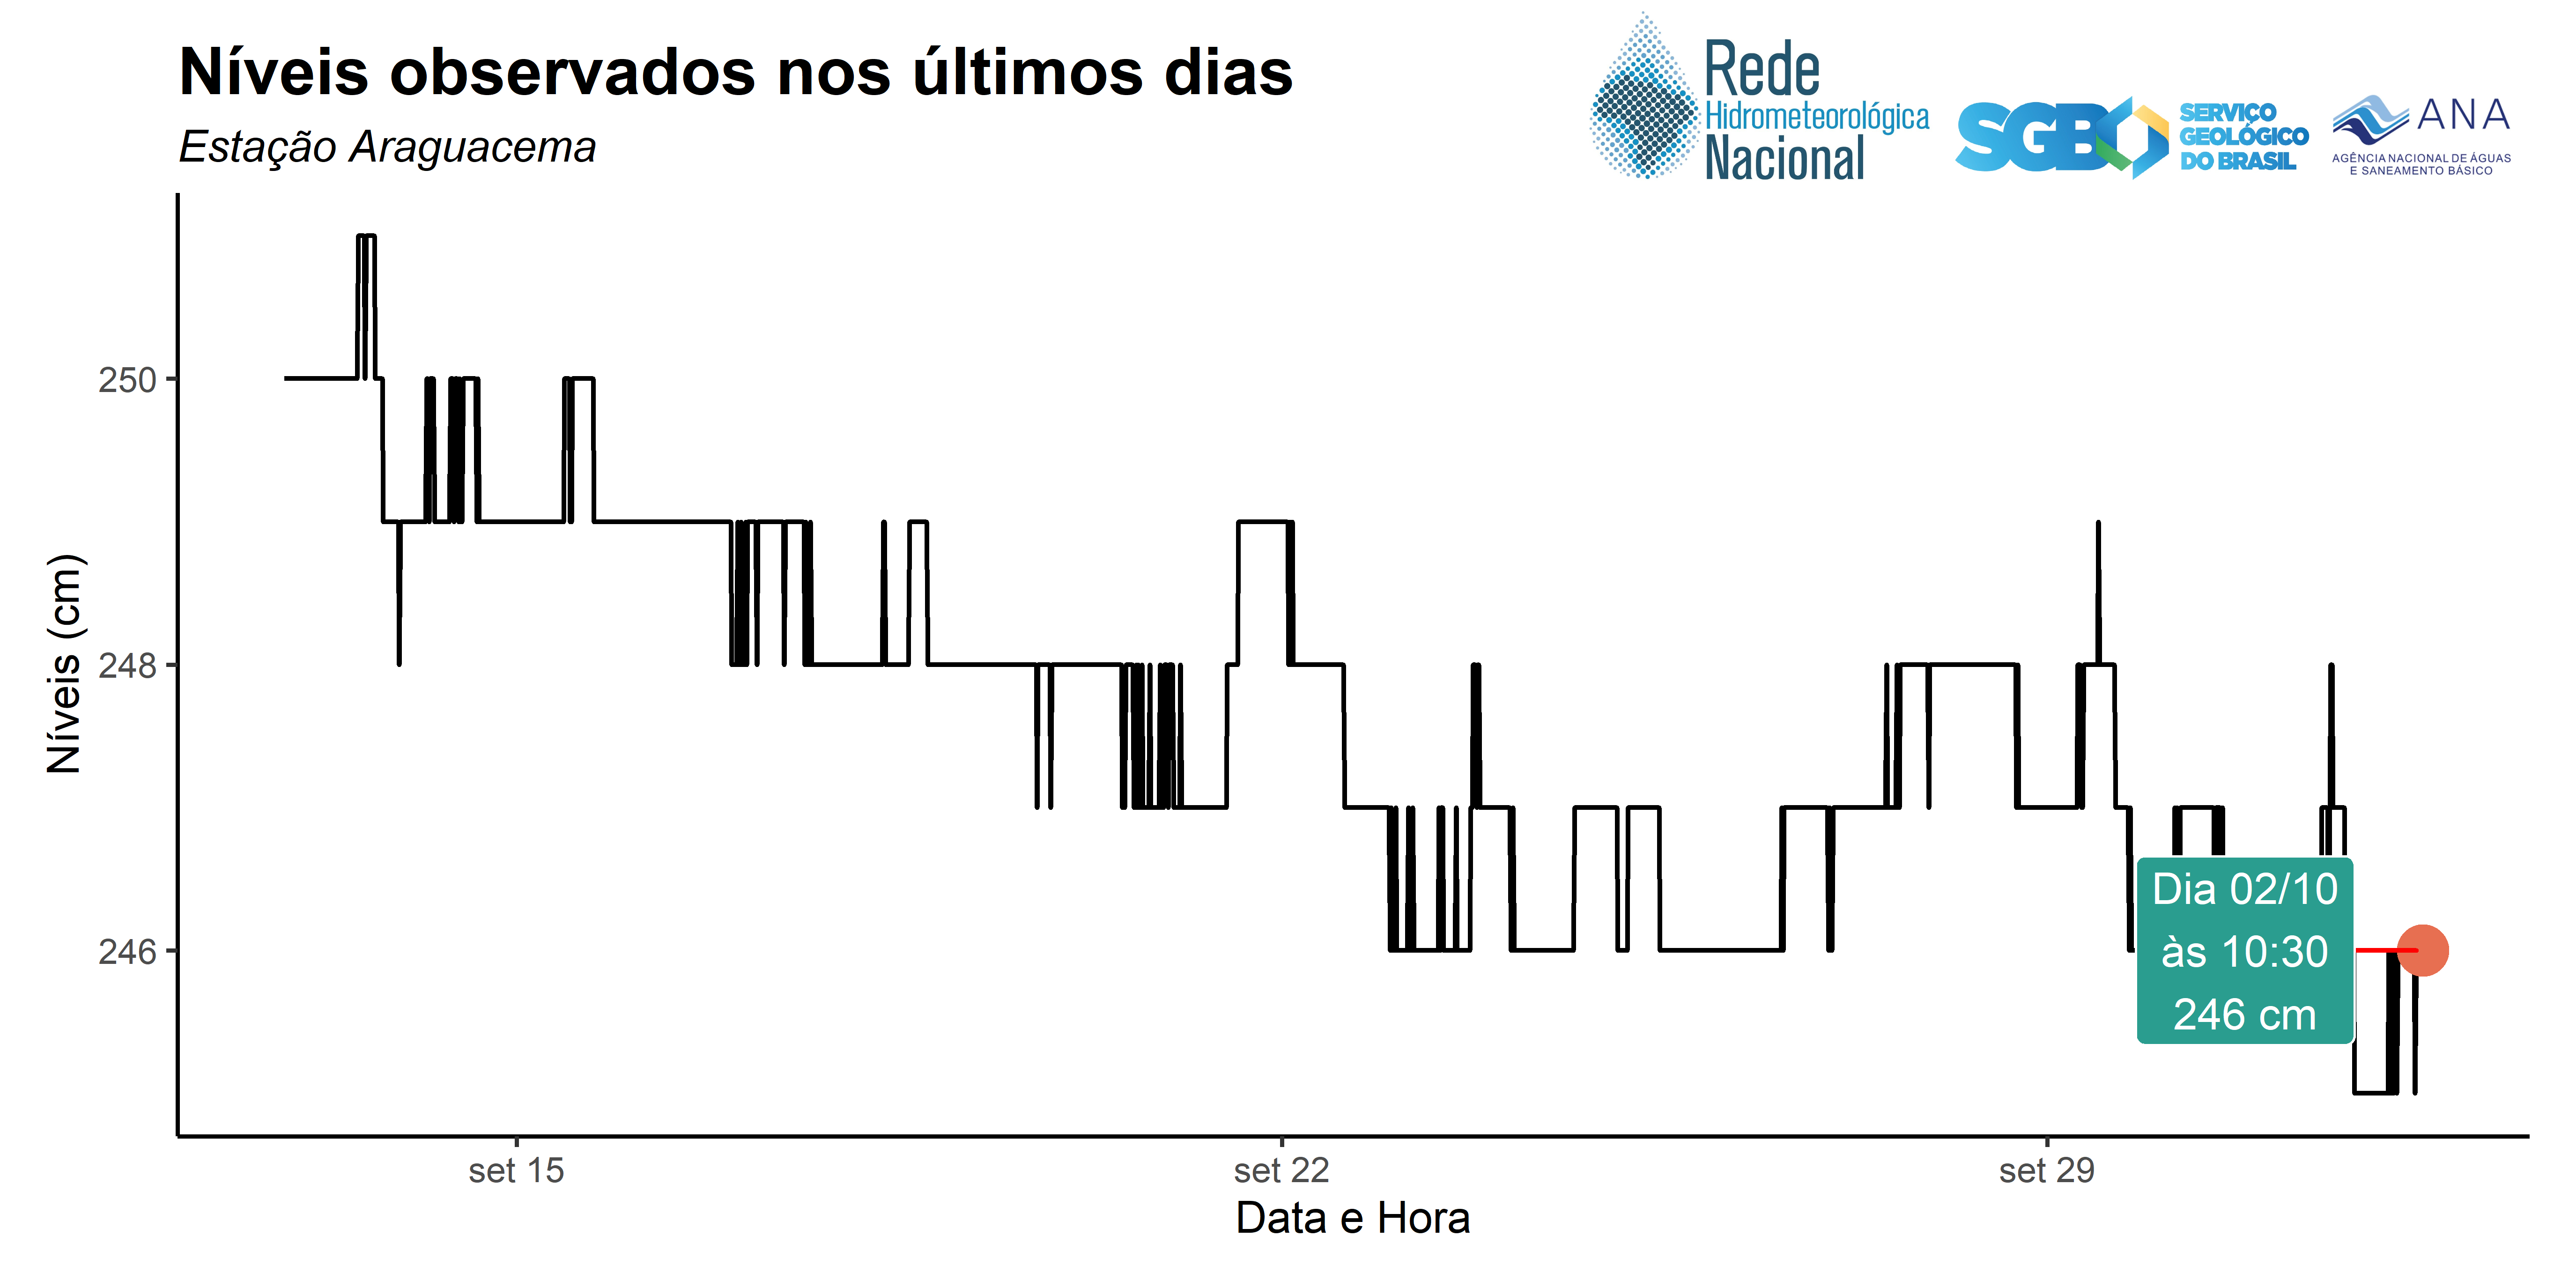 Níveis observados nos últimos dias
Estação Araguacema
Rede
Hidrometeorológica
Nacional
SGB
SERVIÇO
GEOLÓGICO
DO BRASIL
ANA
AGÊNCIA NACIONAL DE ÁGUAS
E SANEAMENTO BÁSICO
Níveis (cm)
250
248
246
Dia 02/10
às 10:30
246 cm
set 15
set 22
set 29
Data e Hora